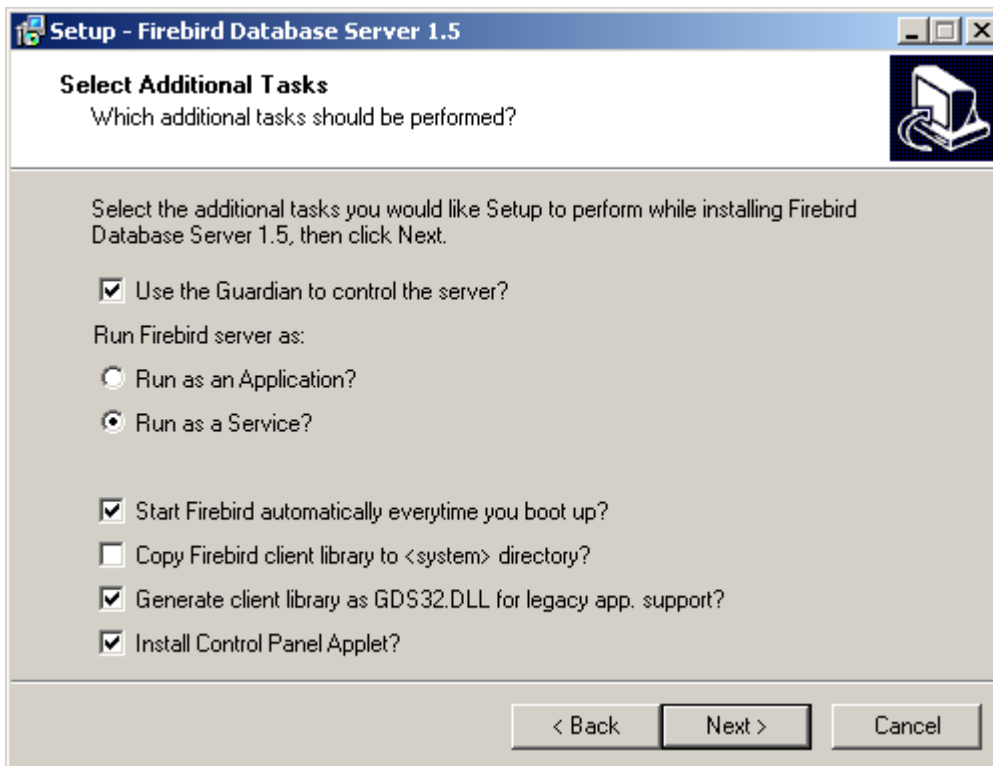 Setup - Firebird Database Server 1.5
Select Additional Tasks
Which additional tasks should be performed?
Select the additional tasks you would like Setup to perform while installing Firebird
Database Server 1.5, then click Next.
Use the Guardian to control the server?
Run Firebird server as:
Run as an Application?
Run as a Service?
Start Firebird automatically everytime you boot up?
Copy Firebird client library to <system> directory?
Generate client library as GDS32.DLL for legacy app. support?
Install Control Panel Applet?
< Back
Next >
Cancel